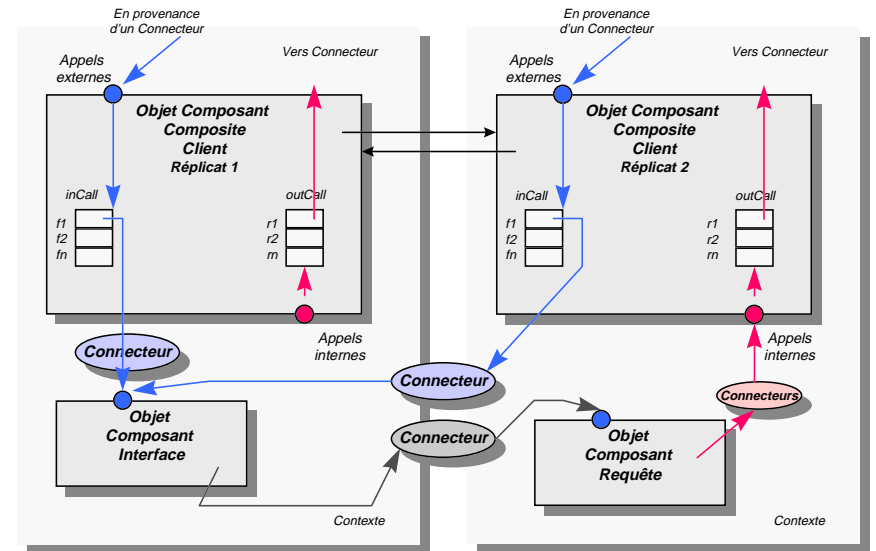 En provenance
d'un Connecteur
Vers Connecteur
Appels
externes
Objet Composant
Composite
Client
Réplicat 1
inCall
outCall
f1
f2
fn
r1
r2
rn
Appels
internes
Connecteur
Objet
Composant
Interface
Contexte
Connecteur
Connecteur
En provenance
d'un Connecteur
Vers Connecteur
Appels
externes
Objet Composant
Composite
Client
Réplicat 2
inCall
outCall
f1
f2
fn
r1
r2
rn
Appels
internes
Connecteurs
Objet
Composant
Requête
Contexte